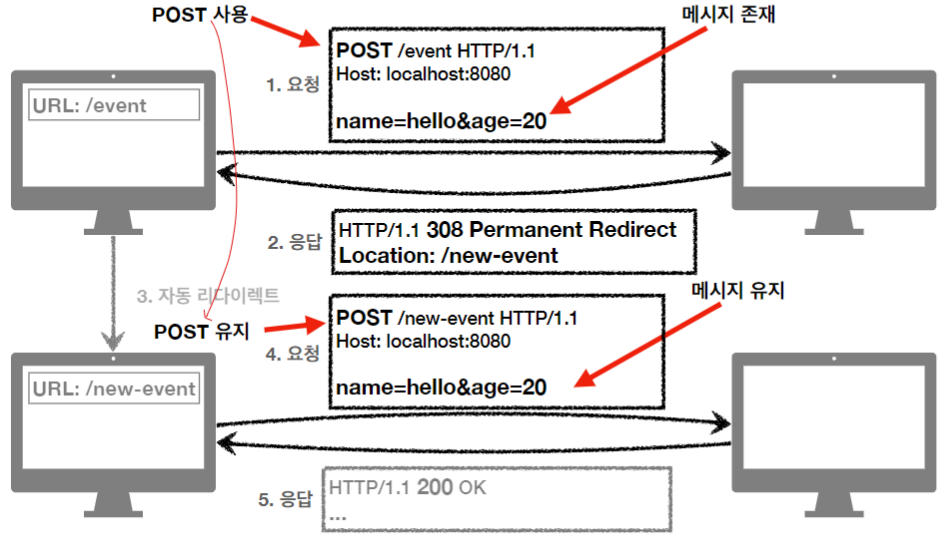 POST 사용
메시지 존재
POST /event HTTP/1.1
Host: localhost:8080
1. 요청
name=hello&age=20
URL: /event
2. 응답
HTTP/1.1 308 Permanent Redirect
Location: /new-event
3. 자동 리다이렉트
메시지 유지
POST 유지
POST /new-event HTTP/1.1
Host: localhost:8080
4. 요청
name=hello&age=20
URL: /new-event
5. 응답
HTTP/1.1 200 OK
...